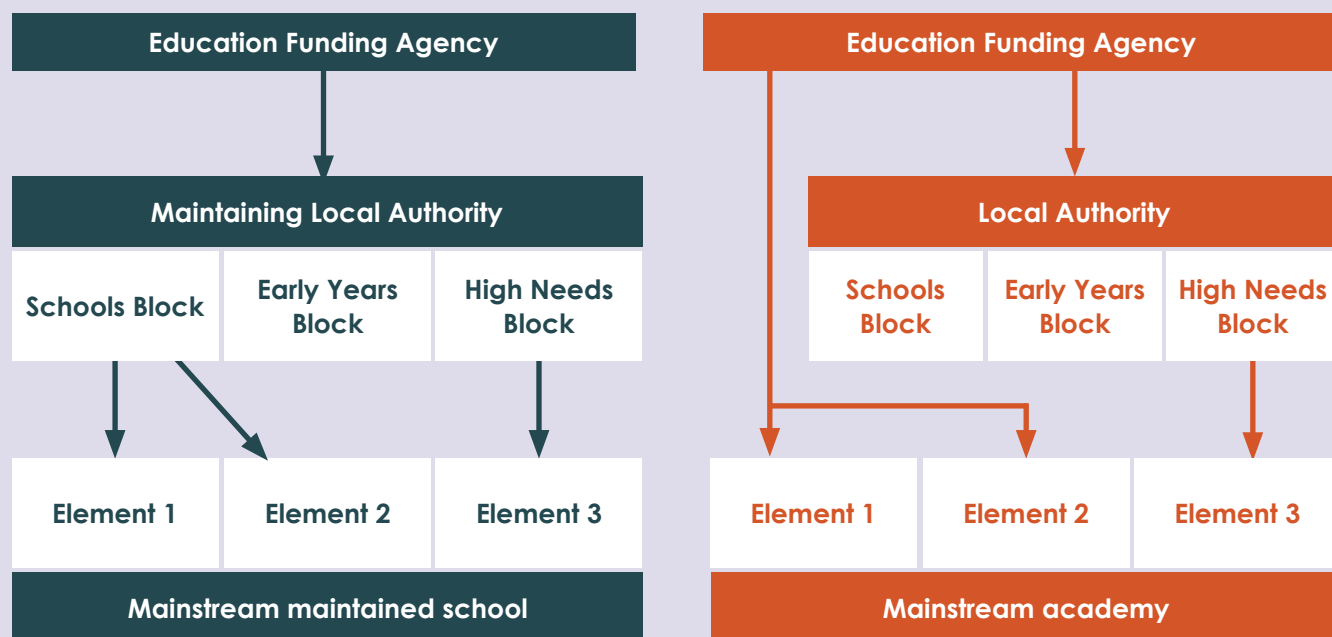 Education Funding Agency
Maintaining Local Authority
Schools Block
Early Years
Block
High Needs
Block
Element 1
Element 2
Element 3
Mainstream maintained school
Education Funding Agency
Local Authority
Schools
Block
Early Years
Block
High Needs
Block
Element 1
Element 2
Element 3
Mainstream academy